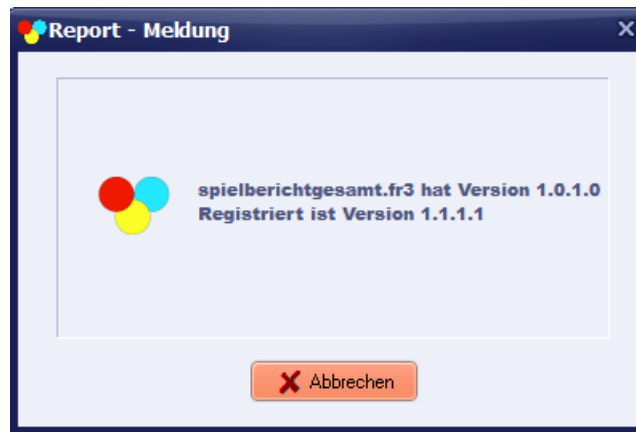 Report - Meldung
spielberichtgesamt.fr3 hat Version 1.0.1.0
Registriert ist Version 1.1.1.1
Abbrechen